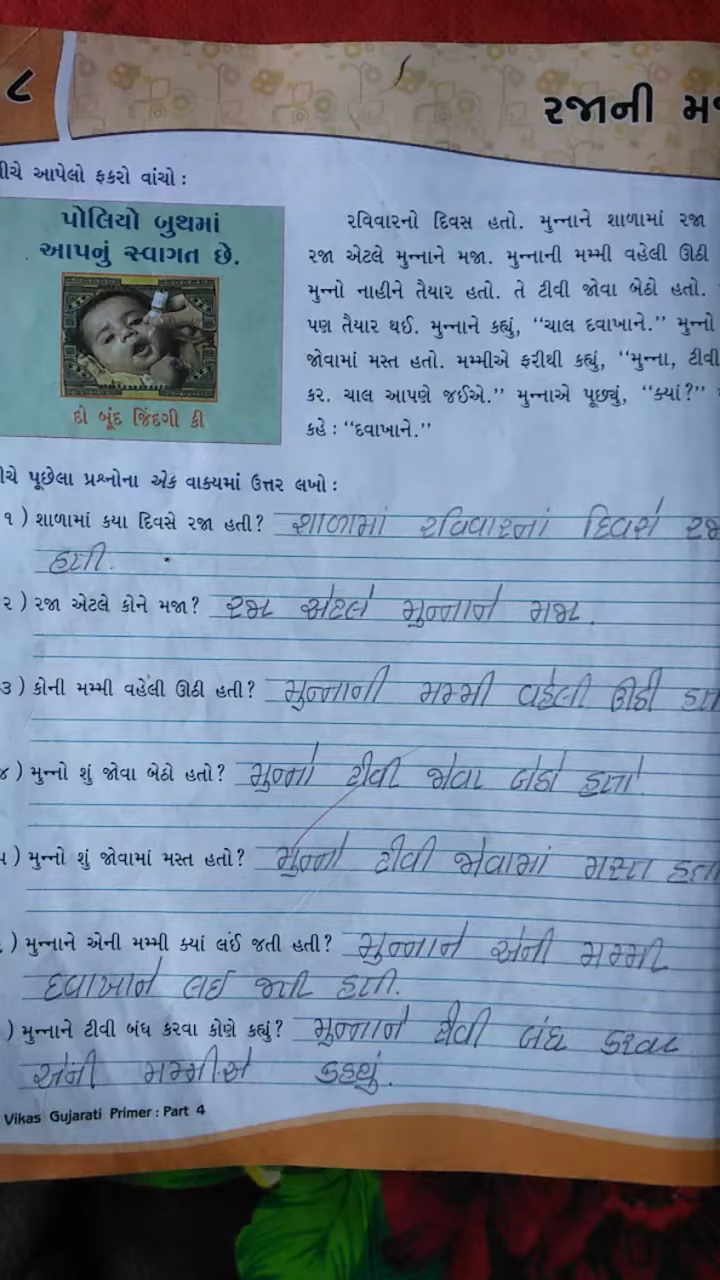 ૮
રજાની મ
ીચે આપેલો ફકરો વાંચો :
પોલિયો બુથમાં
આપનું સ્વાગત છે.
દો બૂંદ જિંદગી કી
રવિવારનો દિવસ હતો. મુન્નાને શાળામાં રજા
રજા એટલે મુન્નાને મજા. મુન્નાની મમ્મી વહેલી ઊઠી
મુન્નો નાહીને તૈયાર હતો. તે ટીવી જોવા બેઠો હતો.
પણ તૈયાર થઈ. મુન્નાને કહ્યું, “ચાલ દવાખાને.” મુન્નો
જોવામાં મસ્ત હતો. મમ્મીએ ફરીથી કહ્યું, “મુન્ના, ટીવી
કર. ચાલ આપણે જઈએ.” મુન્નાએ પૂછ્યું, “ક્યાં?”
કહે : “દવાખાને.”
ીચે પૂછેલા પ્રશ્નોના એક વાક્યમાં ઉત્તર લખો :
૧ ) શાળામાં કયા દિવસે રજા હતી? શાળામાં રવિવારનાં દિવસે રજ
હતી.
૨ ) રજા એટલે કોને મજા? રજા એટલે મુન્નાને મજા.
૩ ) કોની મમ્મી વહેલી ઊઠી હતી? મુન્નાની મમ્મી વહેલી ઊઠી હત
૪ ) મુન્નો શું જોવા બેઠો હતો? મુન્નો ટીવી જોવા બેઠો હતો.
૫ ) મુન્નો શું જોવામાં મસ્ત હતો? મુન્નો ટીવી જોવામાં મસ્ત હતો
) મુન્નાને એની મમ્મી ક્યાં લઈ જતી હતી? મુન્નાને એની મમ્મી
દવાખાને લઈ જતી હતી.
) મુન્નાને ટીવી બંધ કરવા કોણે કહ્યું? મુન્નાને ટીવી બંધ કરવા
એની મમ્મીએ કહ્યું.
Vikas Gujarati Primer : Part 4